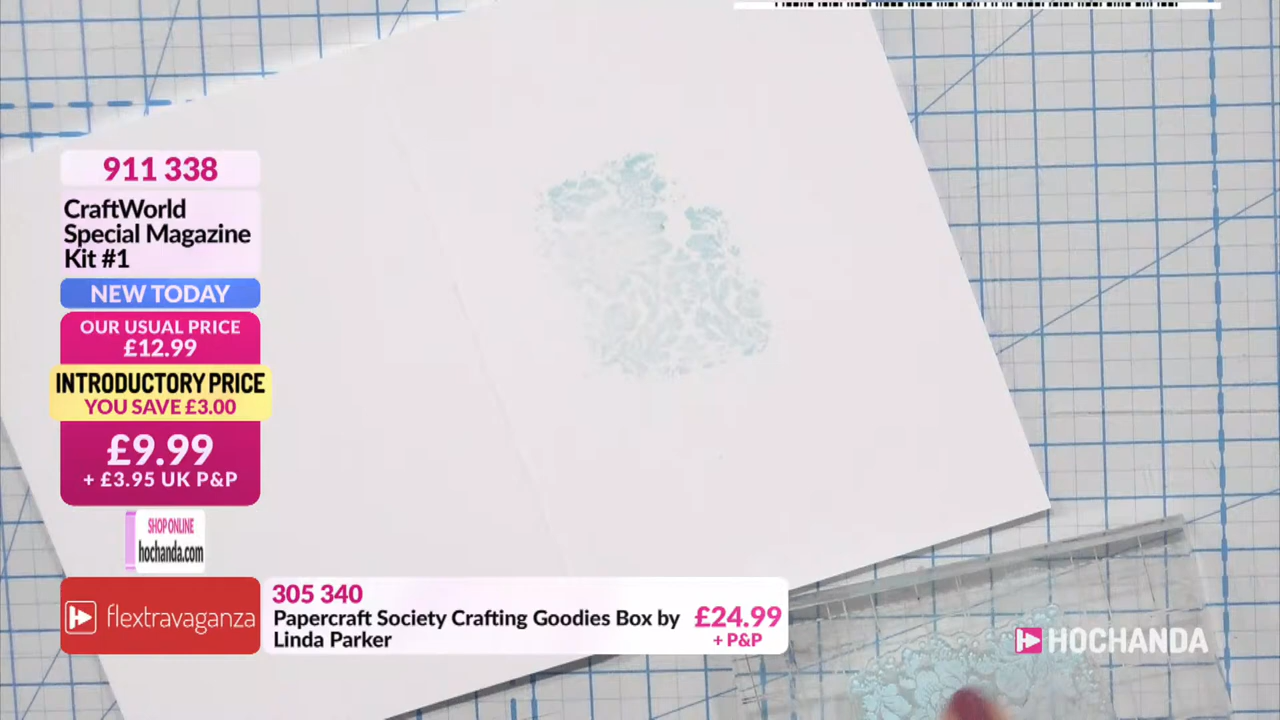 911 338
CraftWorld
Special Magazine
Kit #1
NEW TODAY
OUR USUAL PRICE
£12.99
INTRODUCTORY PRICE
YOU SAVE £3.00
£9.99
+ £3.95 UK P&P
SHOP ONLINE
hochanda.com
flextravaganza
305 340
Papercraft Society Crafting Goodies Box by
Linda Parker
£24.99
+ P&P
HOCHANDA